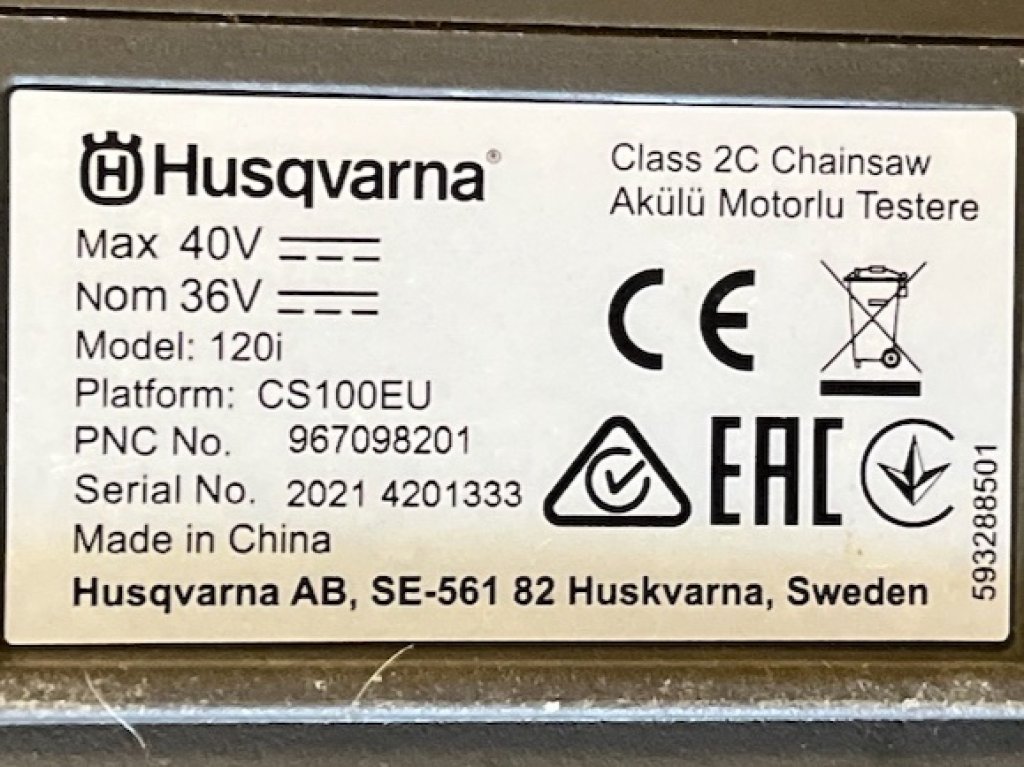 Husqvarna®
Max 40V
Nom 36V
Model: 120i
Platform: CS100EU
PNC No. 967098201
Serial No. 2021 4201333
Made in China
Husqvarna AB, SE-561 82 Huskvarna, Sweden
Class 2C Chainsaw
Akülü Motorlu Testere
CE
EAC
593288501